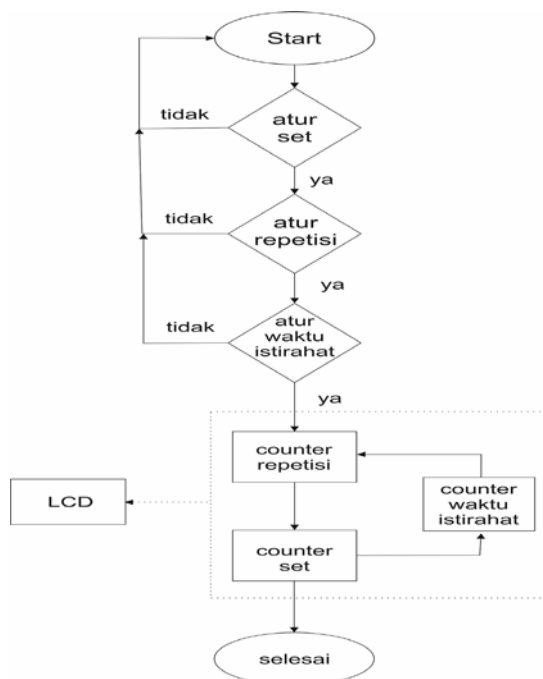 Start
tidak
atur
set
ya
tidak
atur
repetisi
ya
tidak
atur
waktu
istirahat
ya
counter
repetisi
LCD
counter
waktu
istirahat
counter
set
selesai